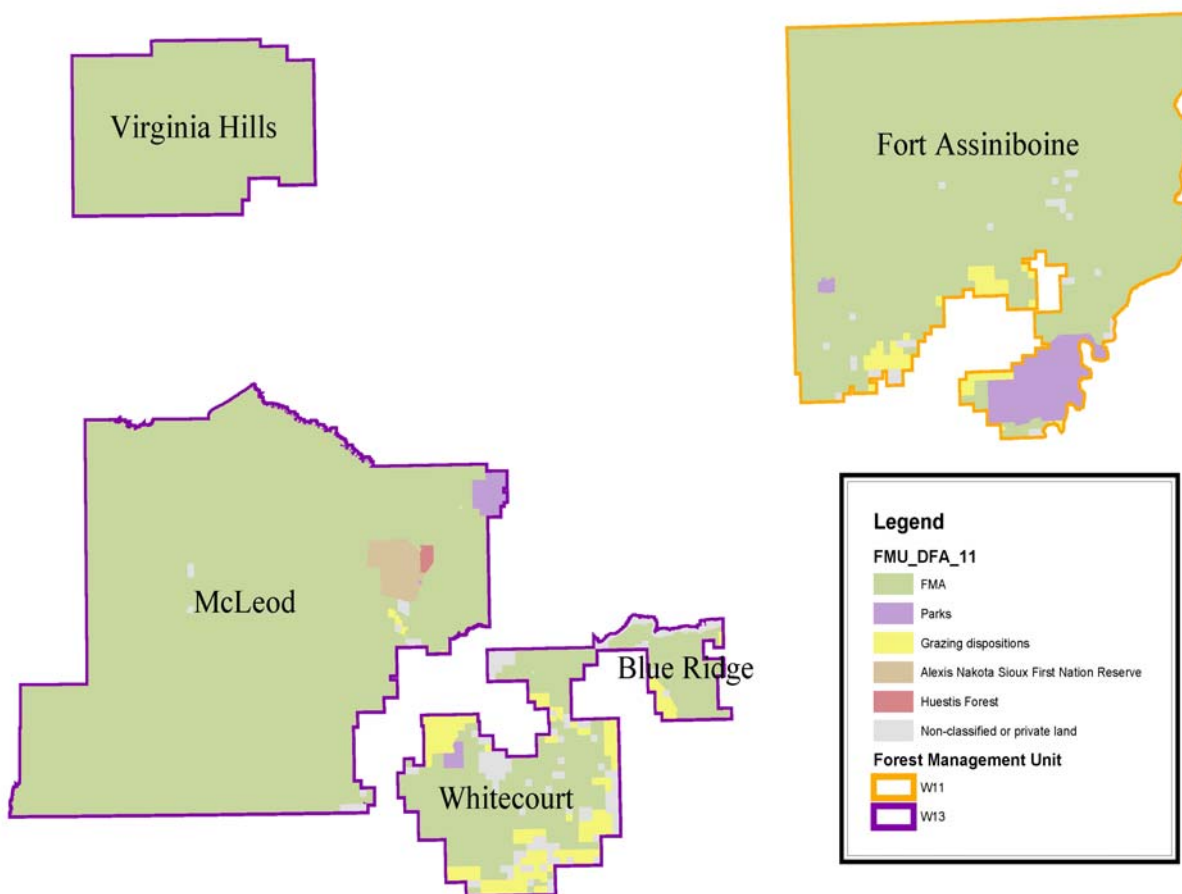 Virginia Hills
Fort Assiniboine
McLeod
Blue Ridge
Whitecourt
Legend
FMU_DFA_11
FMA
Parks
Grazing dispositions
Alexis Nakota Sioux First Nation Reserve
Huestis Forest
Non-classified or private land
Forest Management Unit
W11
W13